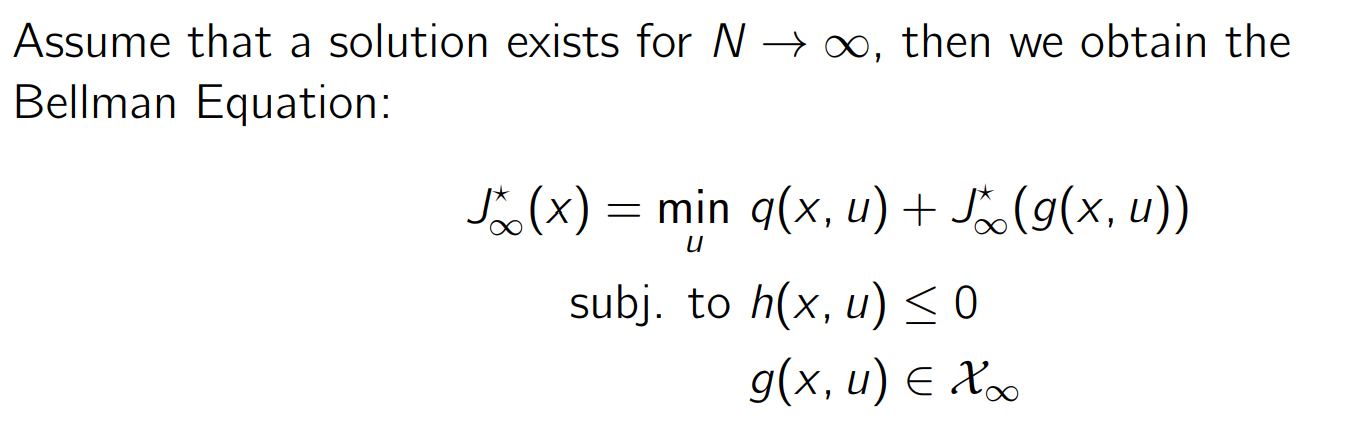 Assume that a solution exists for N → ∞, then we obtain the
Bellman Equation:
J⋆∞(x) = min q(x, u) + J⋆∞(g(x, u))
u
subj. to h(x, u) ≤ 0
g(x, u) ∈ 𝒳∞